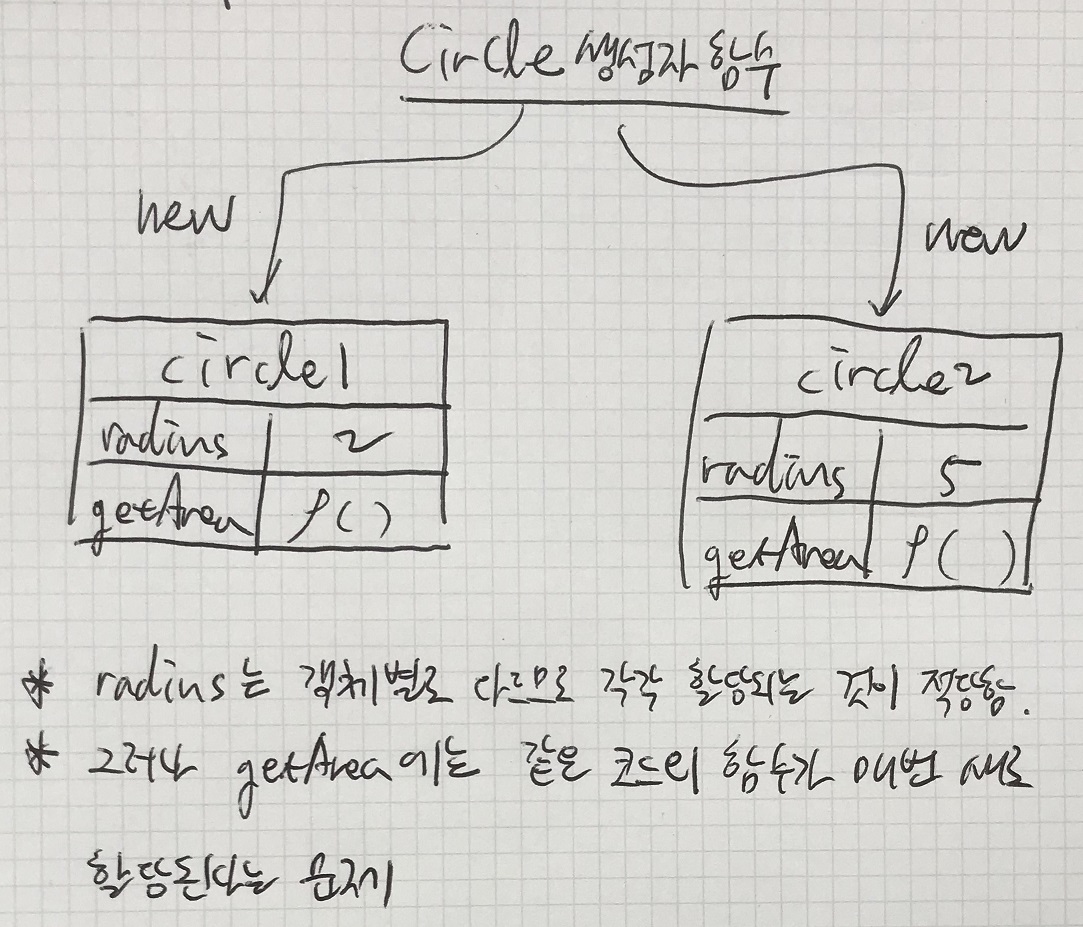 Circle 생성자 함수
new
new
circle1
radius 2
getArea f()
circle2
radius 5
getArea f( )
* radius는 객체별로 다르므로 각각 할당되는 것이 적당함.
* 그러나 getArea에는 같은 코드의 함수가 매번 새로
할당된다는 문제